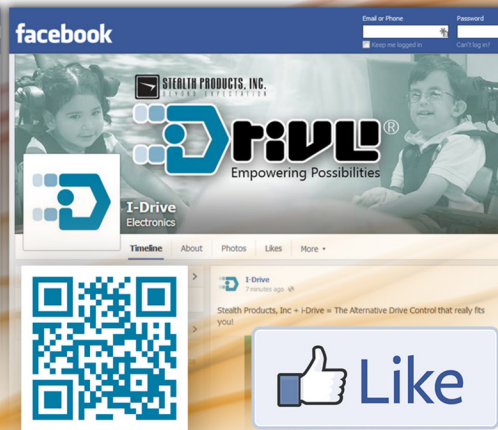 Email or Phone
Password
facebook
Keep me logged in
Can't log in?
STEALTH PRODUCTS, INC.
BEYOND EXPECTATION
iDrive®
Empowering Possibilities
I-Drive
Electronics
Timeline About Photos Likes More
I-Drive
7 minutes ago
Stealth Products, Inc + i-Drive = The Alternative Drive Control that really fits
you!
Like